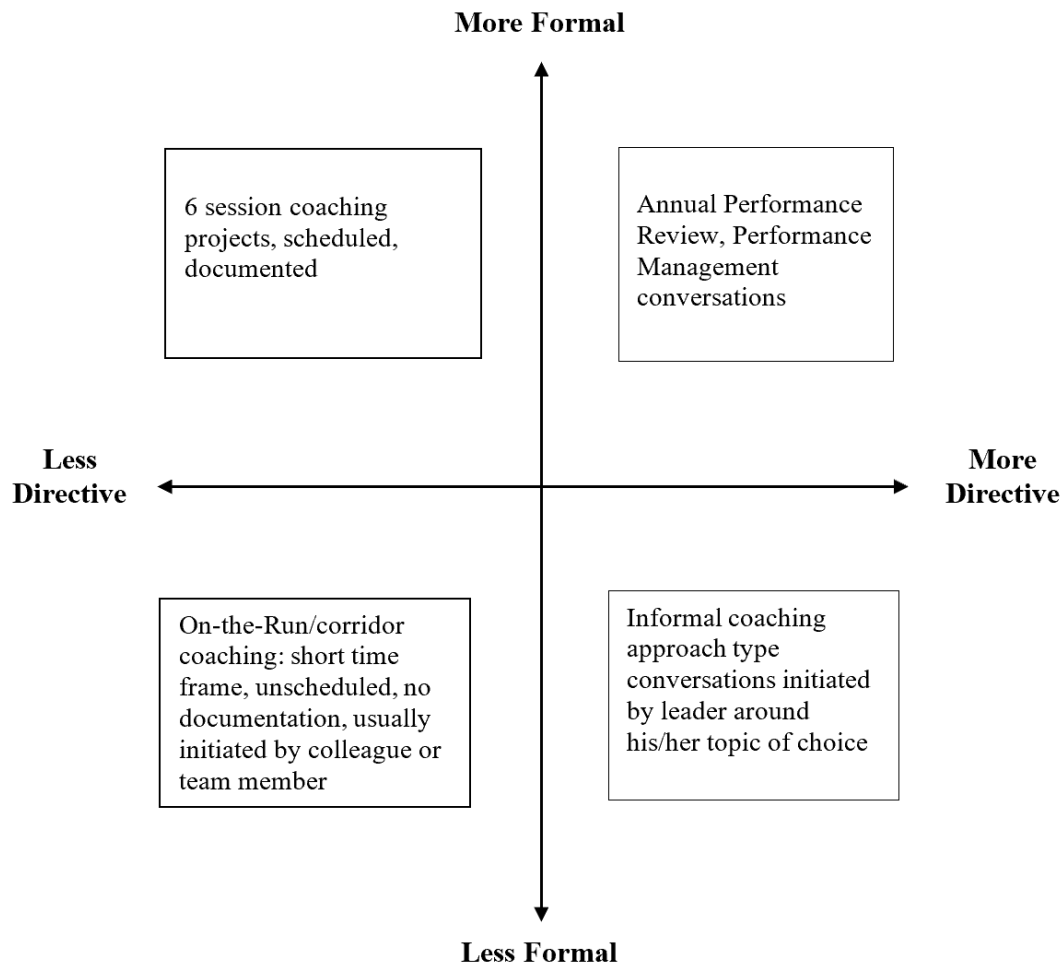 More Formal
6 session coaching
projects, scheduled,
documented
Annual Performance
Review, Performance
Management
conversations
Less
Directive
More
Directive
On-the-Run/corridor
coaching: short time
frame, unscheduled, no
documentation, usually
initiated by colleague or
team member
Informal coaching
approach type
conversations initiated
by leader around
his/her topic of choice
Less Formal